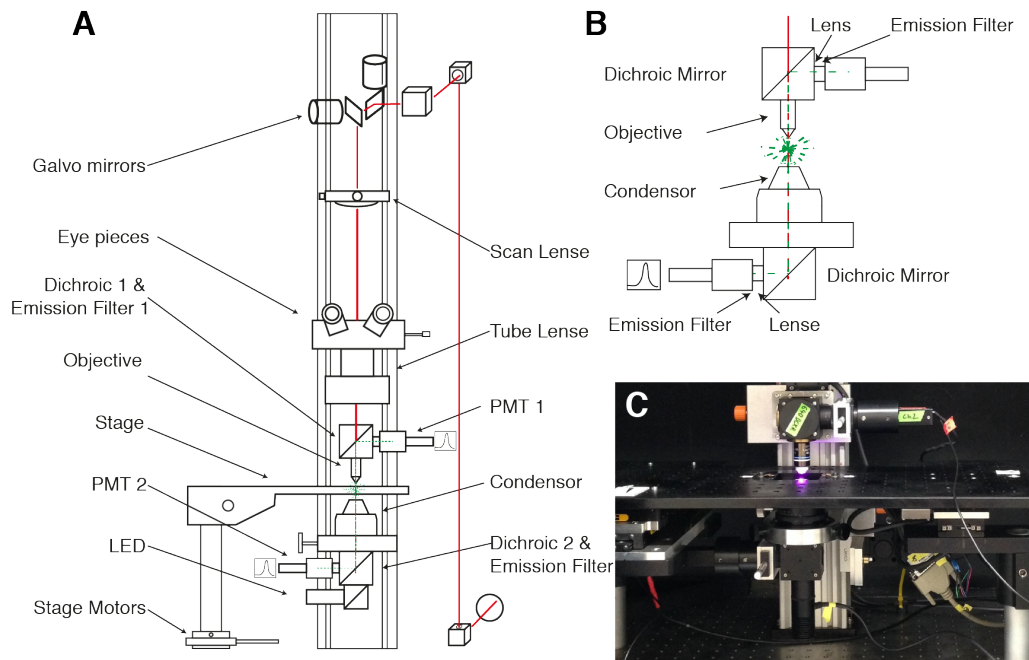 A
Galvo mirrors
Eye pieces
Dichroic 1 &
Emission Filter 1
Objective
Stage
PMT 2
LED
Stage Motors
Scan Lense
Tube Lense
PMT 1
Condensor
Dichroic 2 &
Emission Filter
B
Lens
Emission Filter
Dichroic Mirror
Objective
Condensor
Dichroic Mirror
Emission Filter
Lense
C